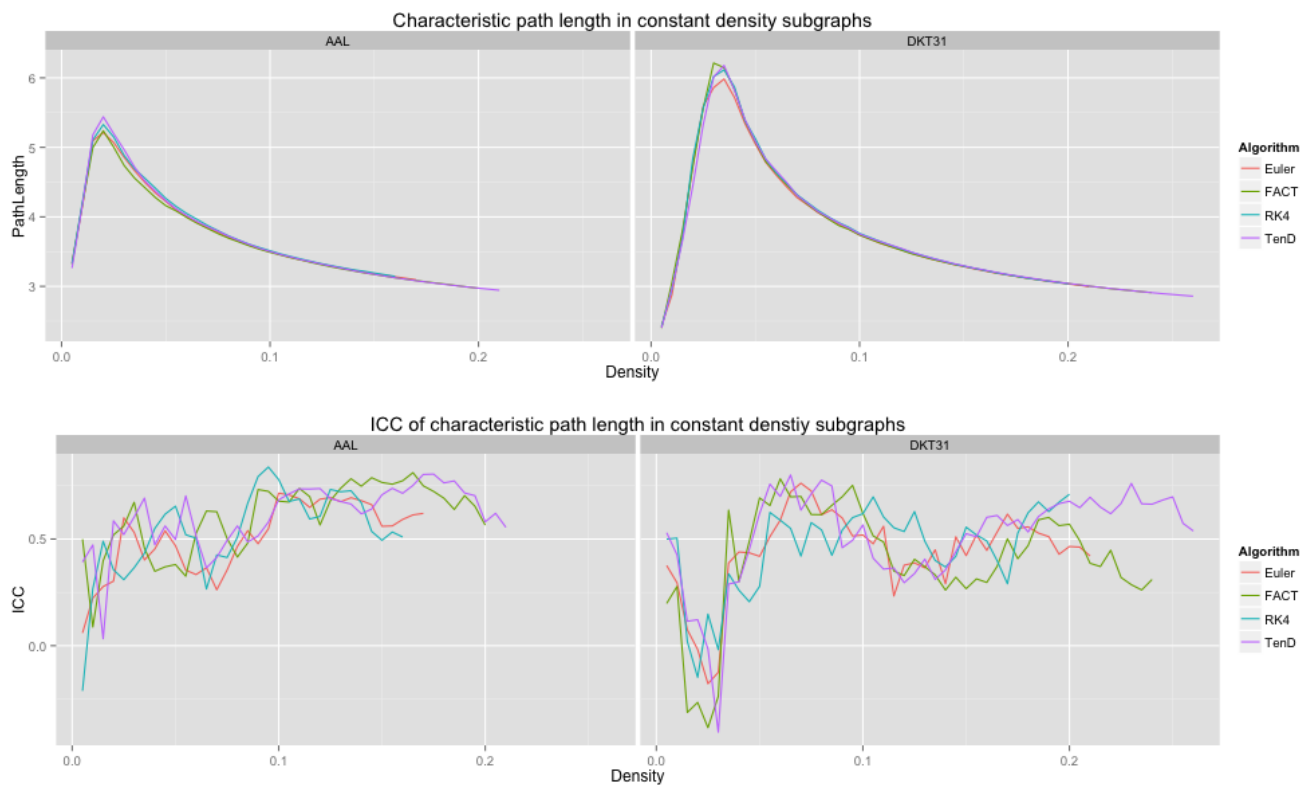 Characteristic path length in constant density subgraphs
AAL
DKT31
6
5
4
3
PathLength
0.0
0.1
0.2
0.0
0.1
0.2
Density
Algorithm
Euler
FACT
RK4
TenD
ICC of characteristic path length in constant denstiy subgraphs
AAL
DKT31
0.5
0.0
ICC
0.0
0.1
0.2
0.0
0.1
0.2
Density
Algorithm
Euler
FACT
RK4
TenD